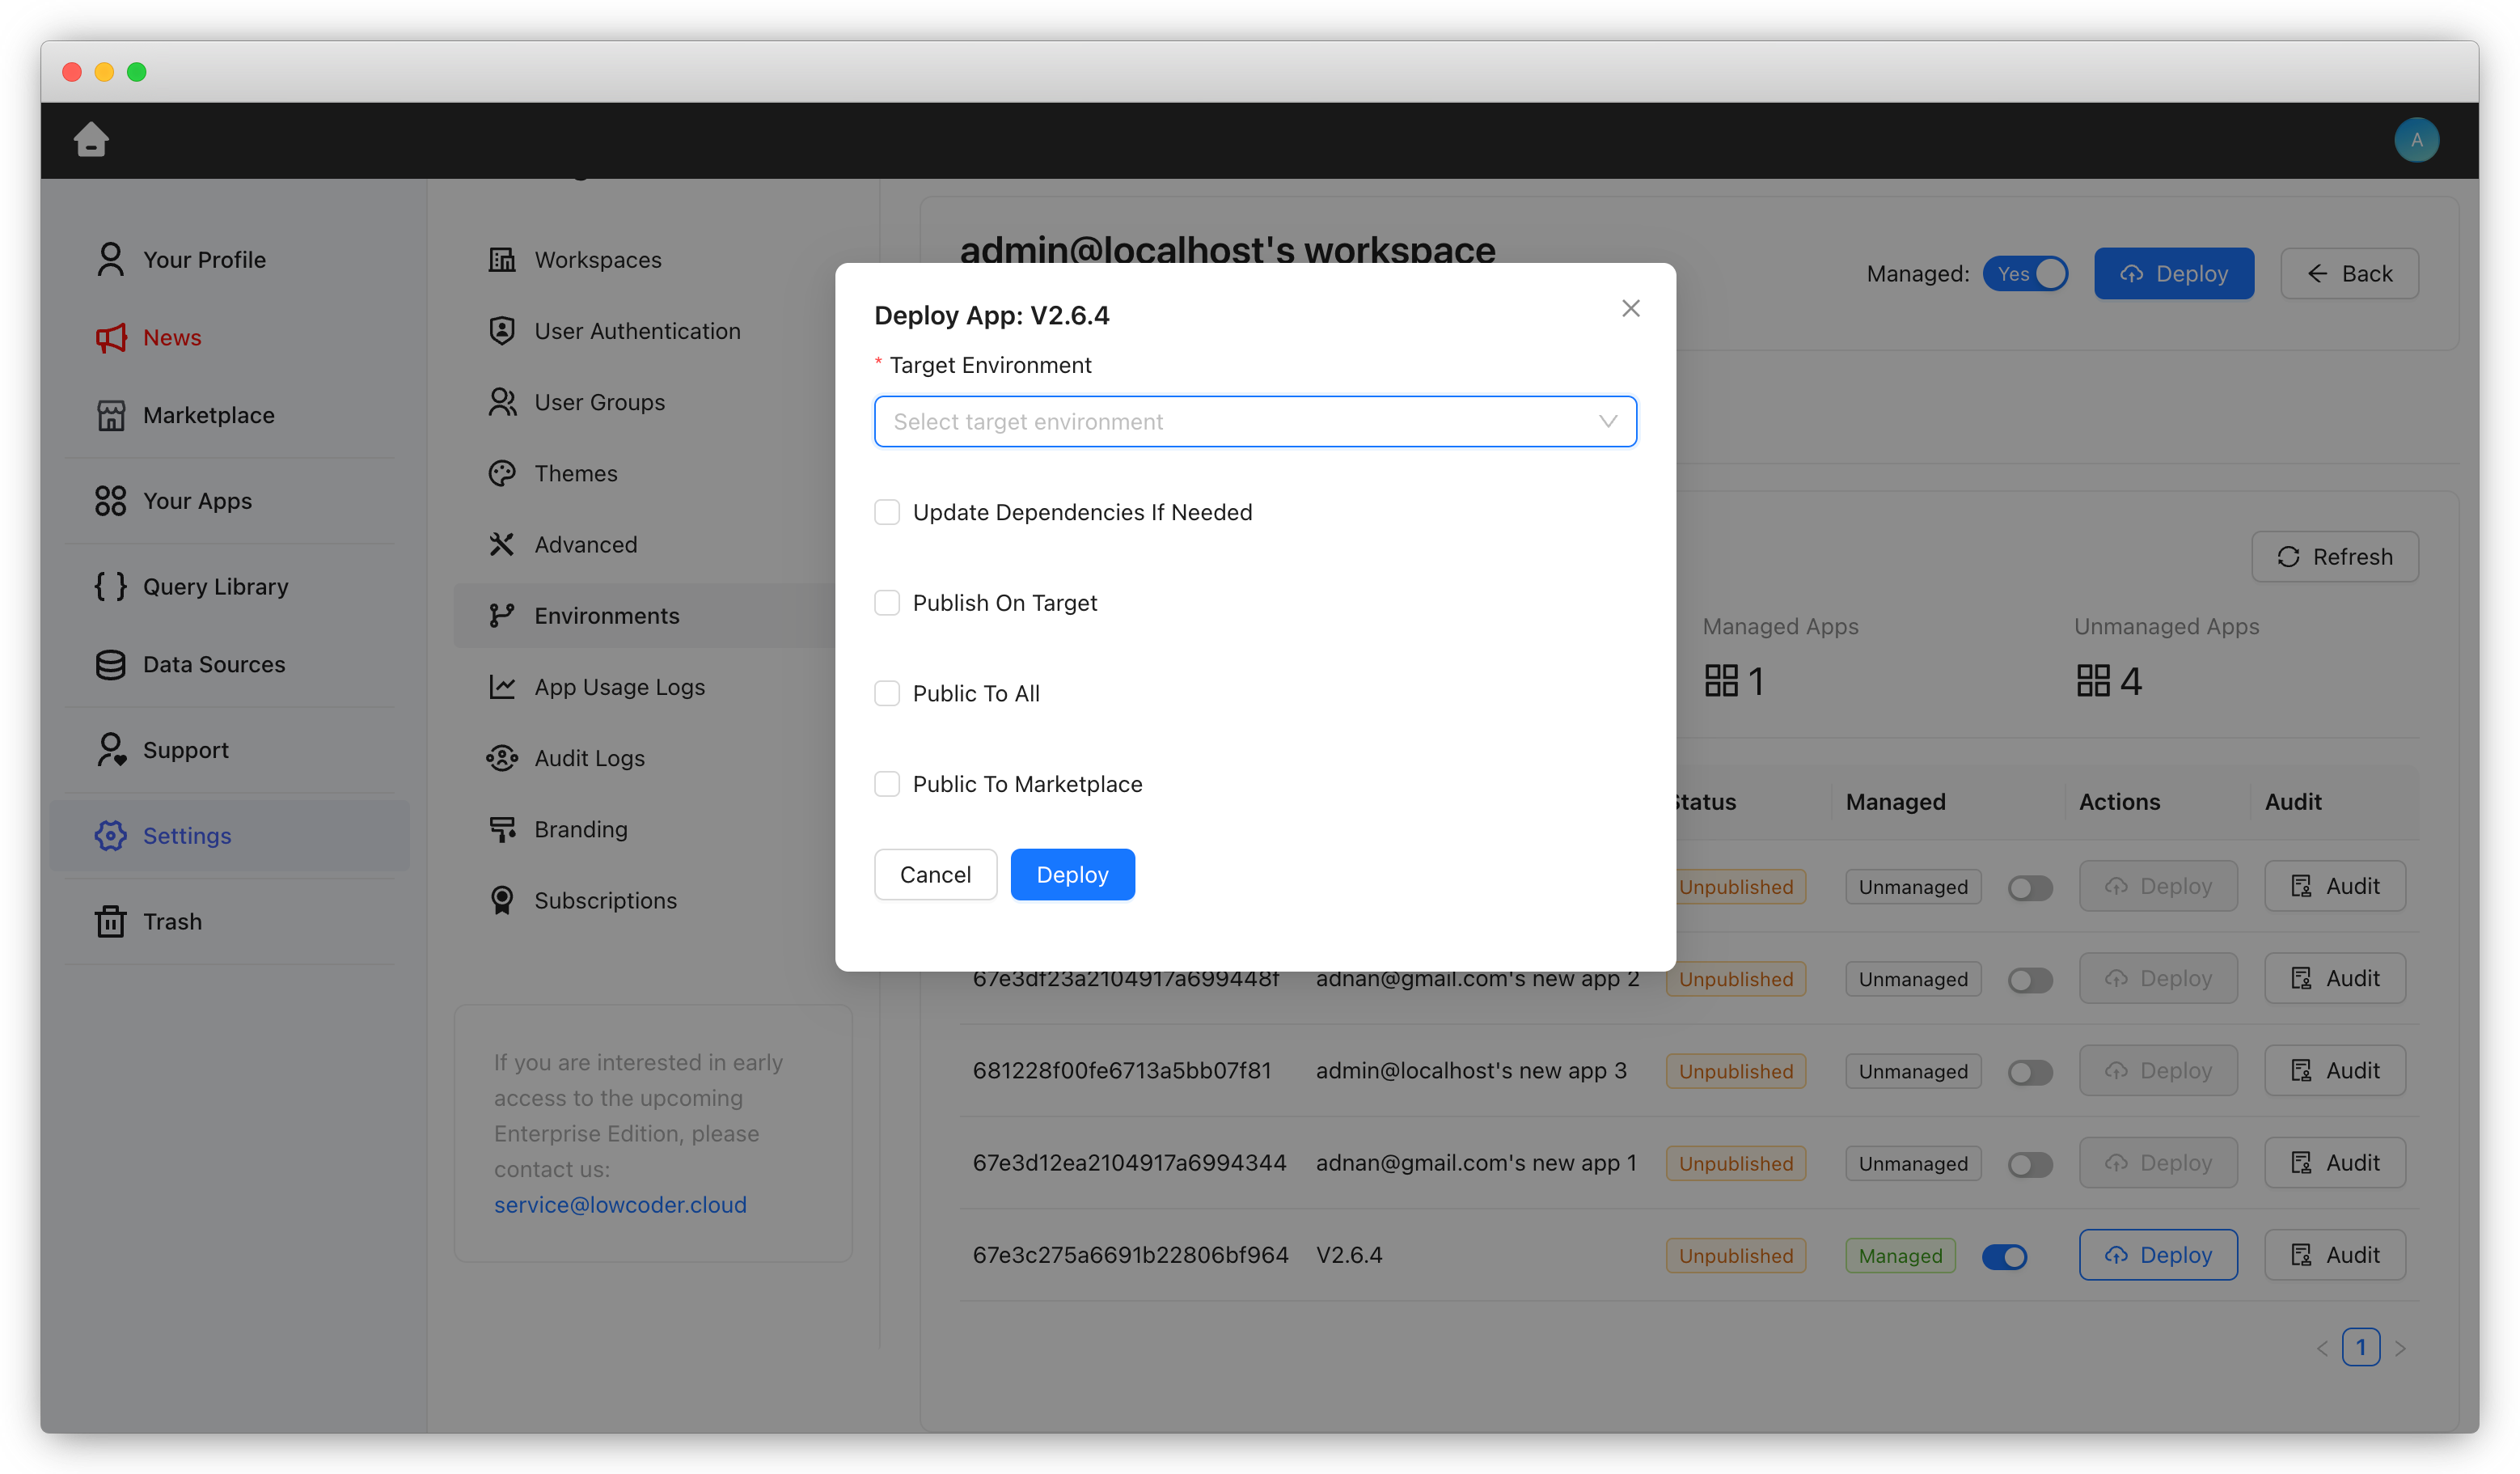 A
Your Profile
News
Marketplace
Your Apps
Query Library
Data Sources
Support
Settings
Trash
Workspaces
User Authentication
User Groups
Themes
Advanced
Environments
App Usage Logs
Audit Logs
Branding
Subscriptions
If you are interested in early
access to the upcoming
Enterprise Edition, please
contact us:
service@lowcoder.cloud
admin@localhost's workspace
Managed: Yes Deploy Back
Deploy App: V2.6.4
* Target Environment
Select target environment
Update Dependencies If Needed
Publish On Target
Public To All
Public To Marketplace
Cancel Deploy
Refresh
Managed Apps Unmanaged Apps
1 4
Status Managed Actions Audit
Unpublished Unmanaged Deploy Audit
67e3df23a2104917a699448f adnan@gmail.com's new app 2 Unpublished Unmanaged Deploy Audit
681228f00fe6713a5bb07f81 admin@localhost's new app 3 Unpublished Unmanaged Deploy Audit
67e3d12ea2104917a6994344 adnan@gmail.com's new app 1 Unpublished Unmanaged Deploy Audit
67e3c275a6691b22806bf964 V2.6.4 Unpublished Managed Deploy Audit
1